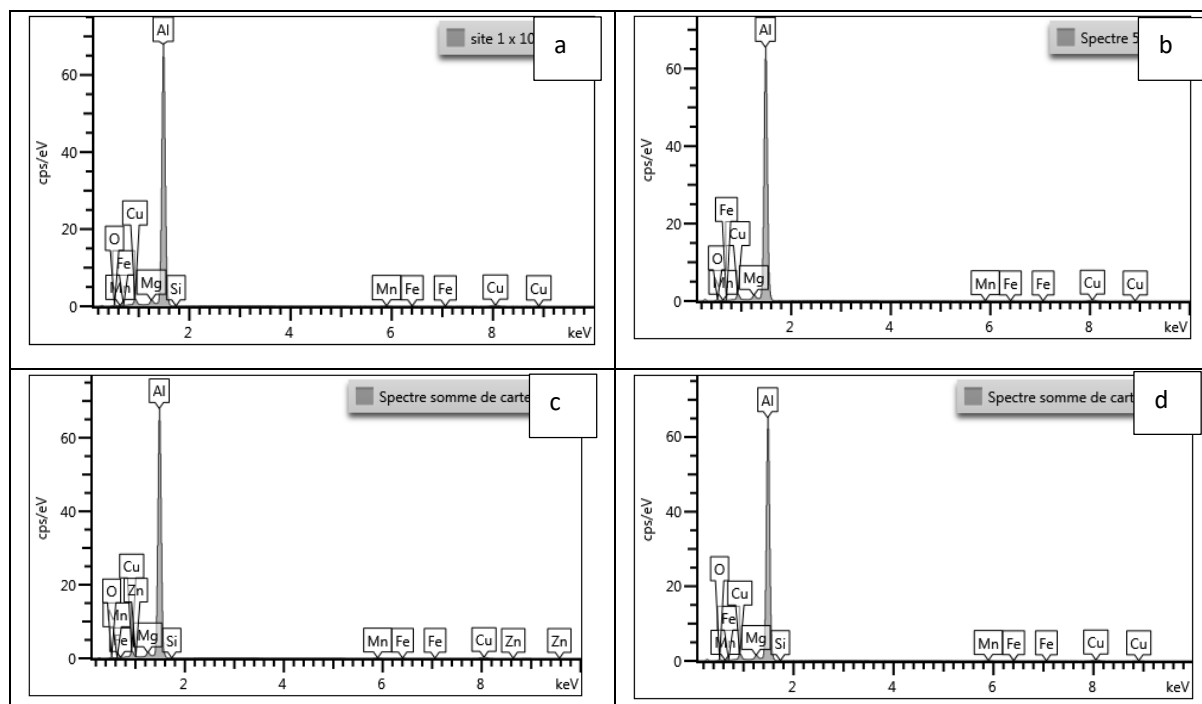 site 1 x 10
a
cps/eV
60
40
20
0
Al
Cu
O
Fe
Mn
Mg
Si
Mn
Fe
Fe
Cu
Cu
2
4
6
8
keV
Spectre 5
b
cps/eV
60
40
20
0
Al
Fe
Cu
O
Mn
Mg
Mn
Fe
Fe
Cu
Cu
2
4
6
8
keV
Spectre somme de carte
c
cps/eV
60
40
20
0
Al
Cu
O
Zn
Mn
Fe
Mg
Si
Mn
Fe
Fe
Cu
Zn
Zn
2
4
6
8
keV
Spectre somme de cart
d
cps/eV
60
40
20
0
Al
O
Cu
Fe
Mn
Mg
Si
Mn
Fe
Fe
Cu
Cu
2
4
6
8
keV